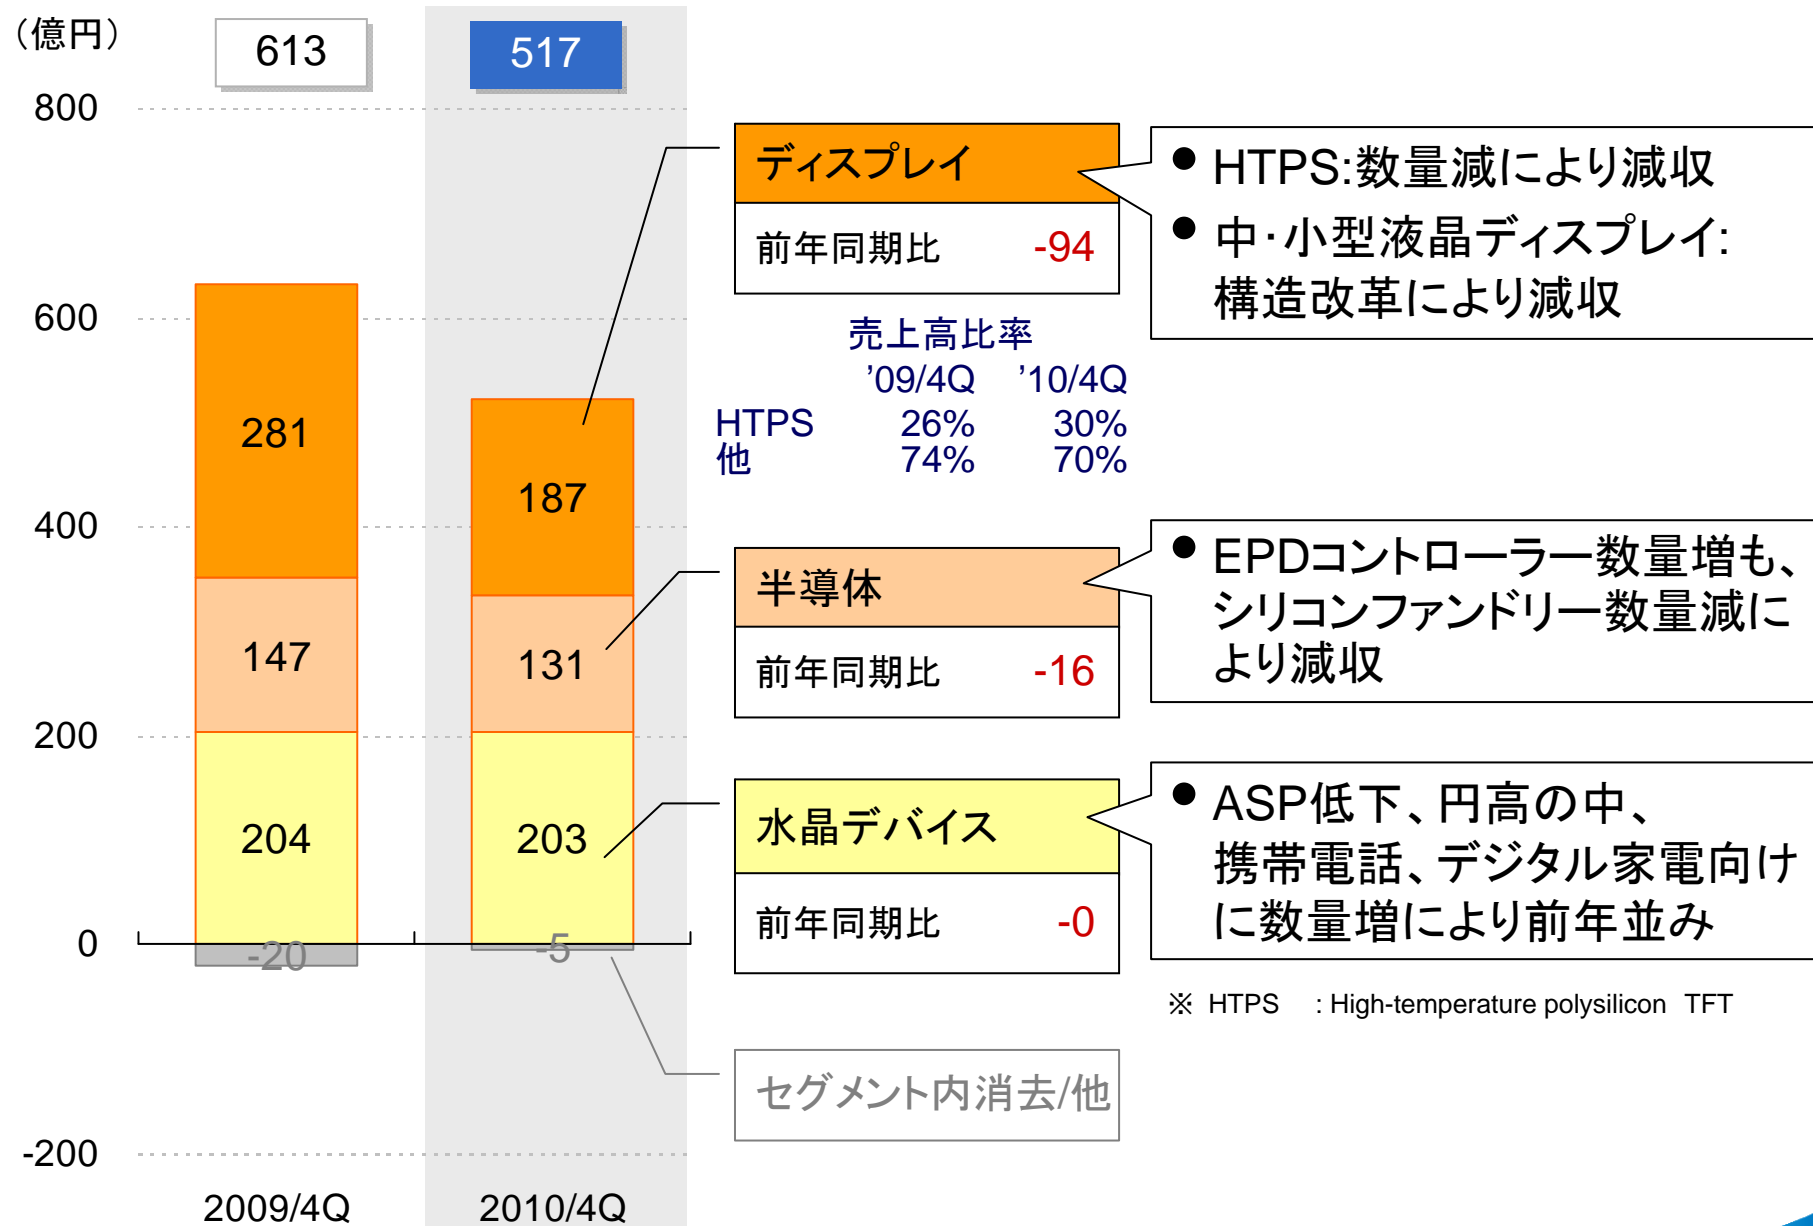 （億円）
613
517
800
600
400
200
0
-200
281
147
204
-20
187
131
203
-5
2009/4Q
2010/4Q
ディスプレイ
前年同期比 -94
● HTPS:数量減により減収
● 中・小型液晶ディスプレイ:
構造改革により減収
売上高比率
’09/4Q ’10/4Q
HTPS 26% 30%
他 74% 70%
半導体
前年同期比 -16
● EPDコントローラー数量増も、
シリコンファンドリー数量減に
より減収
水晶デバイス
前年同期比 -0
● ASP低下、円高の中、
携帯電話、デジタル家電向け
に数量増により前年並み
※ HTPS : High-temperature polysilicon TFT
セグメント内消去/他